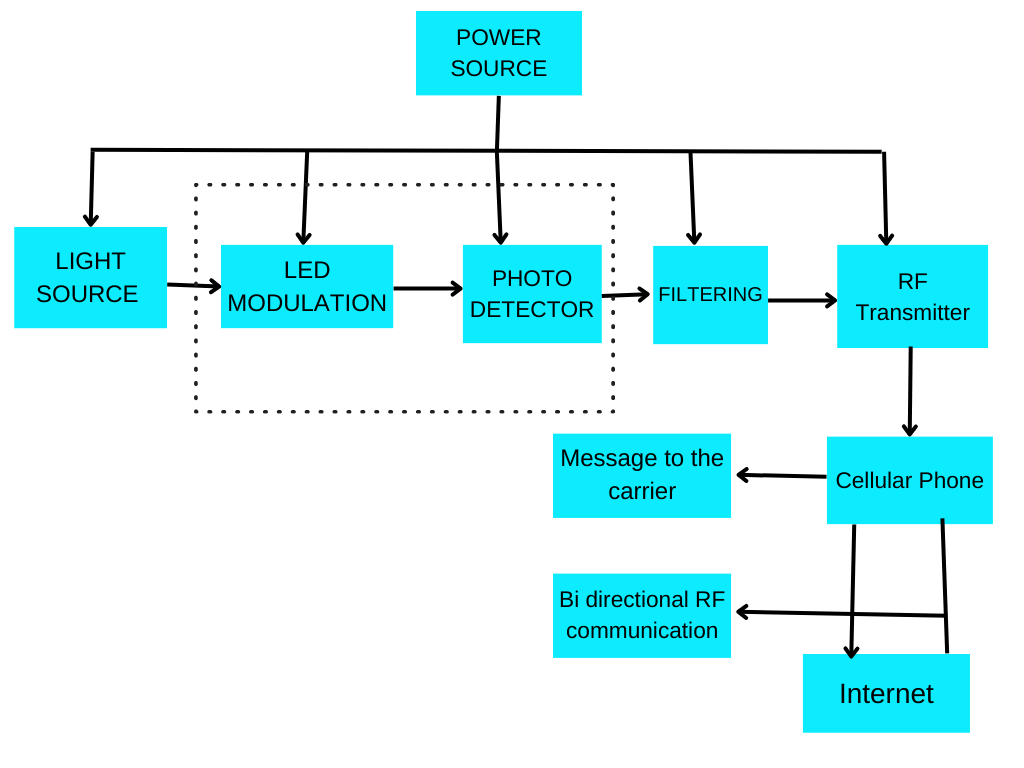 POWER
SOURCE
LIGHT
SOURCE
LED
MODULATION
PHOTO
DETECTOR
FILTERING
RF
Transmitter
Message to the
carrier
Cellular Phone
Bi directional RF
communication
Internet